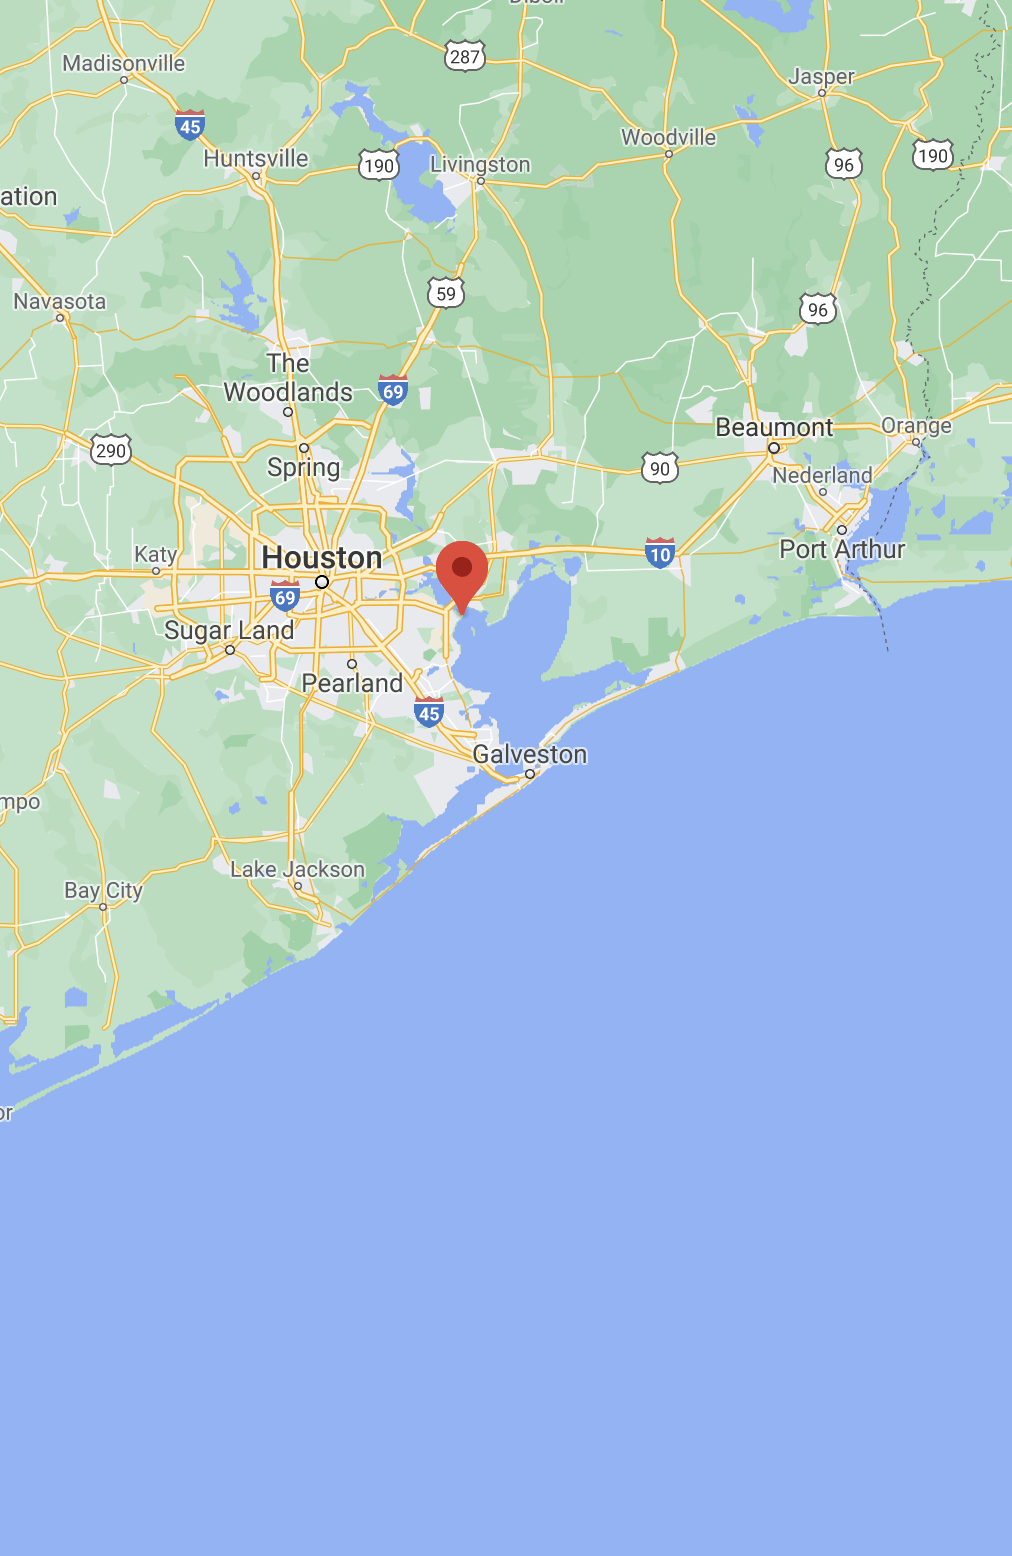 Diboll
Madisonville
287
Jasper
45
Huntsville
190
Livingston
Woodville
96
190
ation
59
Navasota
96
The
Woodlands
69
290
Spring
Beaumont
Orange
90
Nederland
Katy
Houston
10
Port Arthur
69
Sugar Land
Pearland
45
Galveston
mpo
Lake Jackson
Bay City
or